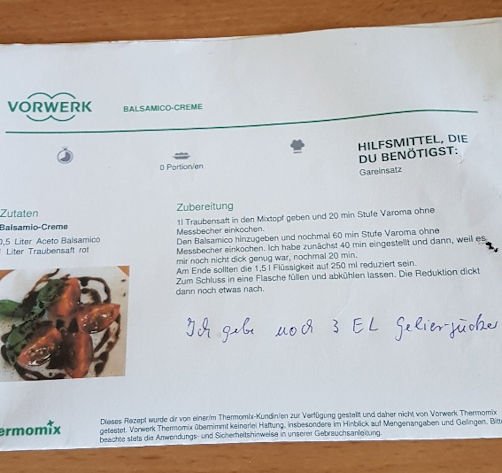 VORWERK
BALSAMICO-CREME
0 Portion/en
HILFSMITTEL, DIE
DU BENÖTIGST:
Gareinsatz
Zutaten
Balsamio-Creme
0,5 Liter Aceto Balsamico
Liter Traubensaft rot
Zubereitung
1l Traubensaft in den Mixtopf geben und 20 min Stufe Varoma ohne
Messbecher einkochen.
Den Balsamico hinzugeben und nochmal 60 min Stufe Varoma ohne
Messbecher einkochen. Ich habe zunächst 40 min eingestellt und dann, weil es
mir noch nicht dick genug war, nochmal 20 min.
Am Ende sollten die 1,5 l Flüssigkeit auf 250 ml reduziert sein.
Zum Schluss in eine Flasche füllen und abkühlen lassen. Die Reduktion dickt
dann noch etwas nach.
Ich gebe noch 3 EL Gelierzucker
ermomix
Dieses Rezept wurde dir von einer/m Thermomix-Kundin/en zur Verfügung gestellt und daher nicht von Vorwerk Thermomix
getestet. Vorwerk Thermomix übernimmt keinerlei Haftung, insbesondere im Hinblick auf Mengenangaben und Gelingen. Bitte
beachte stets die Anwendungs- und Sicherheitshinweise in unserer Gebrauchsanleitung.